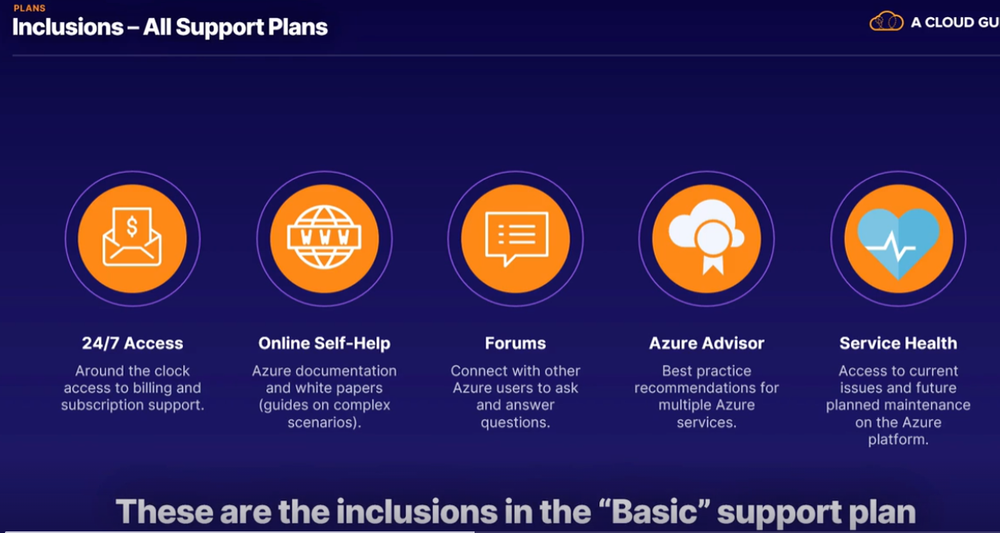 PLANS
Inclusions – All Support Plans
A CLOUD GU
$
WWW
24/7 Access
Around the clock
access to billing and
subscription support.
Online Self-Help
Azure documentation
and white papers
(guides on complex
scenarios).
Forums
Connect with other
Azure users to ask
and answer
questions.
Azure Advisor
Best practice
recommendations for
multiple Azure
services.
Service Health
Access to current
issues and future
planned maintenance
on the Azure
platform.
These are the inclusions in the “Basic” support plan